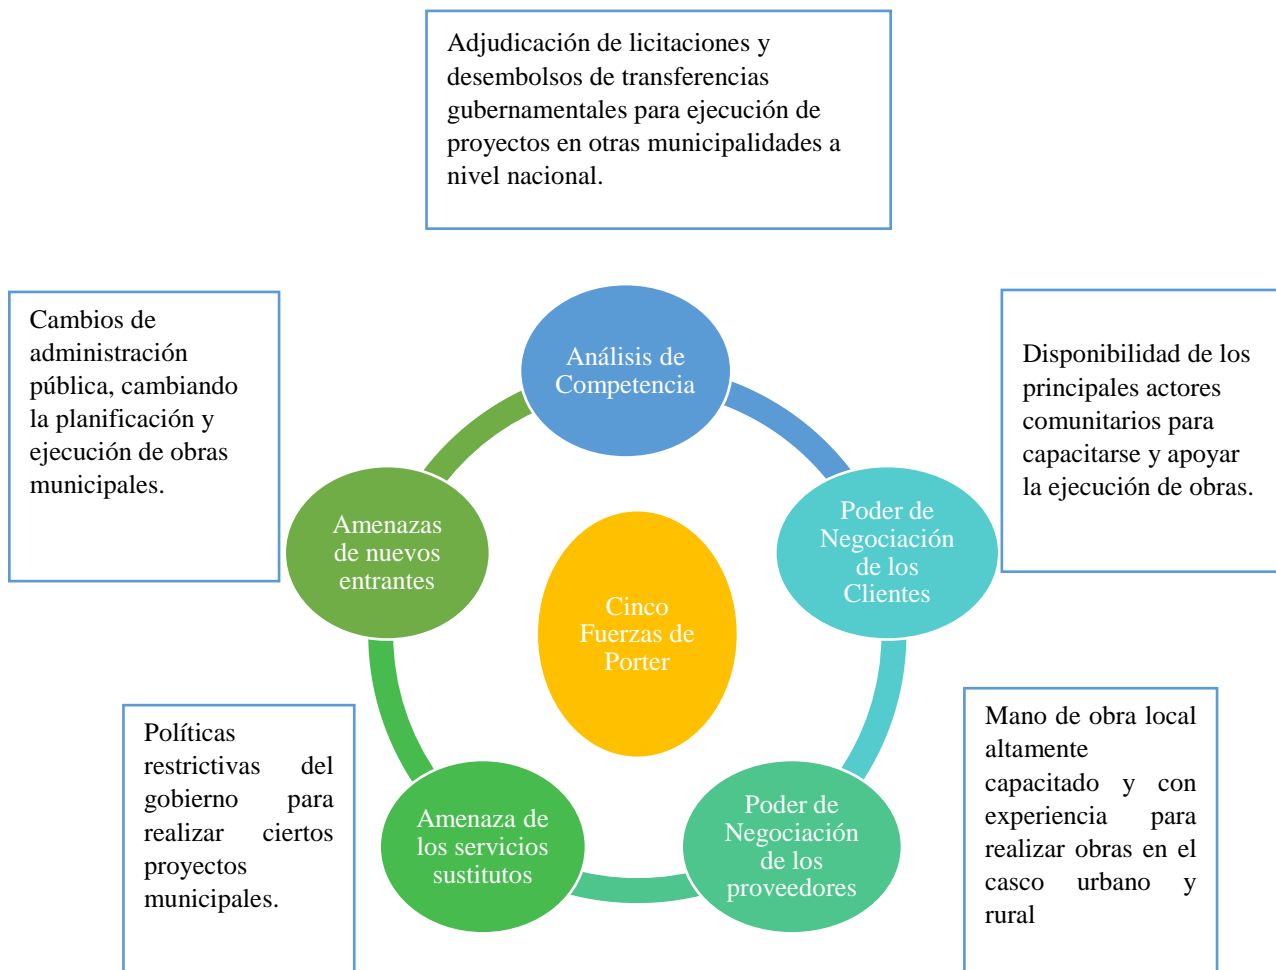 Adjudicación de licitaciones y
desembolsos de transferencias
gubernamentales para ejecución de
proyectos en otras municipalidades a
nivel nacional.
Cambios de
administración
pública, cambiando
la planificación y
ejecución de obras
municipales.
Análisis de
Competencia
Disponibilidad de los
principales actores
comunitarios para
capacitarse y apoyar
la ejecución de obras.
Amenazas
de nuevos
entrantes
Poder de
Negociación
de los
Clientes
Cinco
Fuerzas de
Porter
Políticas
restrictivas del
gobierno para
realizar ciertos
proyectos
municipales.
Amenaza de
los servicios
sustitutos
Poder de
Negociación
de los
proveedores
Mano de obra local
altamente
capacitado y con
experiencia para
realizar obras en el
casco urbano y
rural